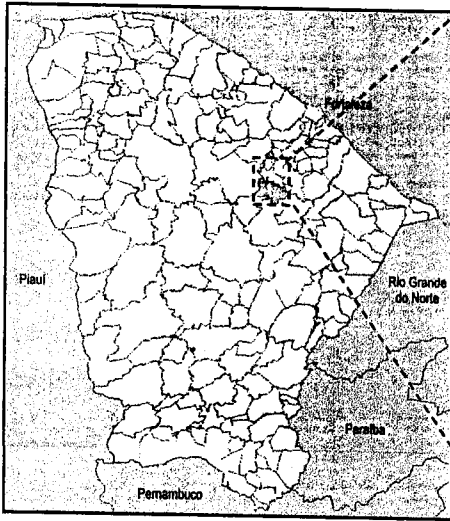 Fortaleza
Piauí
Rio Grande
do Norte
Paraíba
Pernambuco